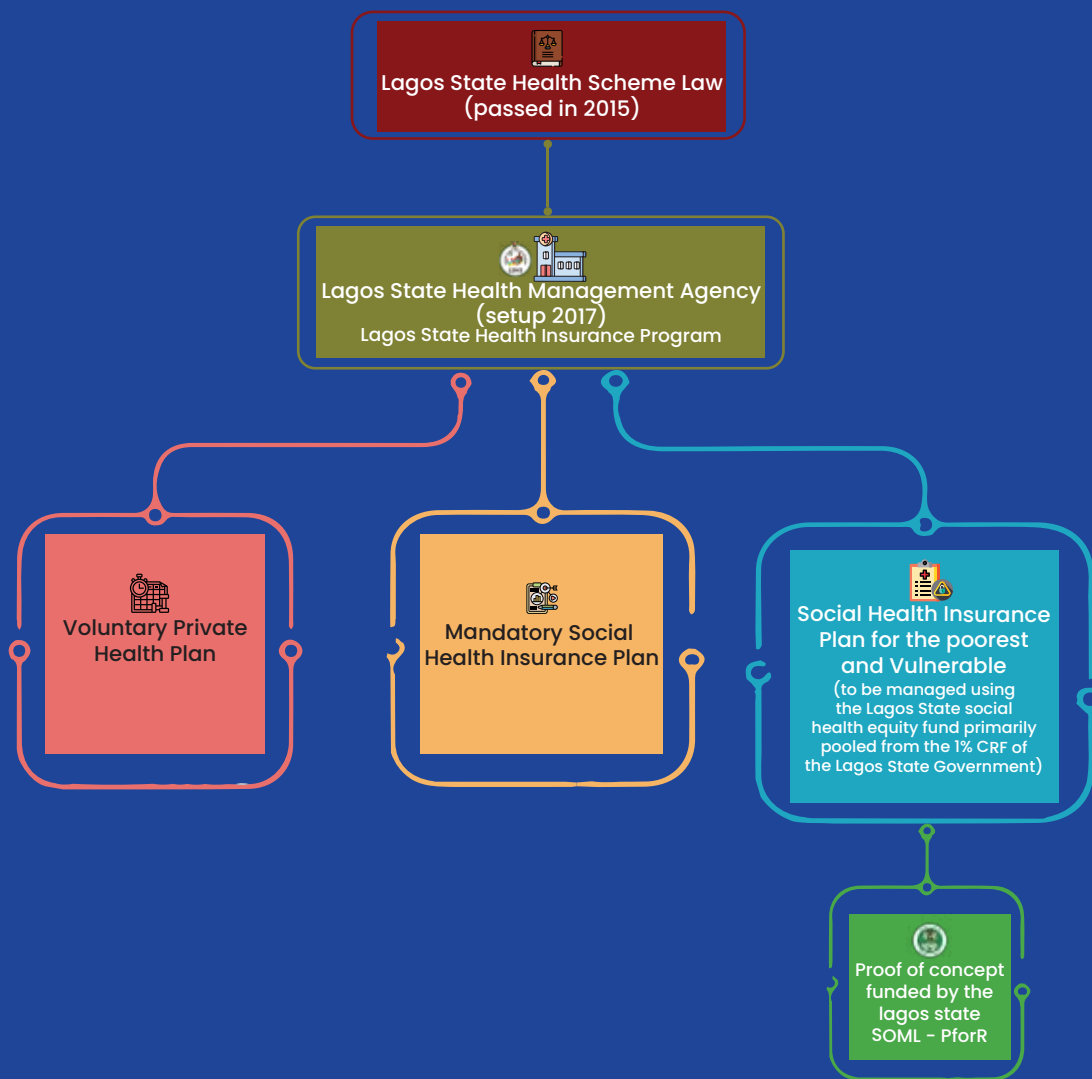 Lagos State Health Scheme Law
(passed in 2015)
Lagos State Health Management Agency
(setup 2017)
Lagos State Health Insurance Program
Voluntary Private
Health Plan
Mandatory Social
Health Insurance Plan
Social Health Insurance
Plan for the poorest
and Vulnerable
(to be managed using
the Lagos State social
health equity fund primarily
pooled from the 1% CRF of
the Lagos State Government)
Proof of concept
funded by the
lagos state
SOML - PforR